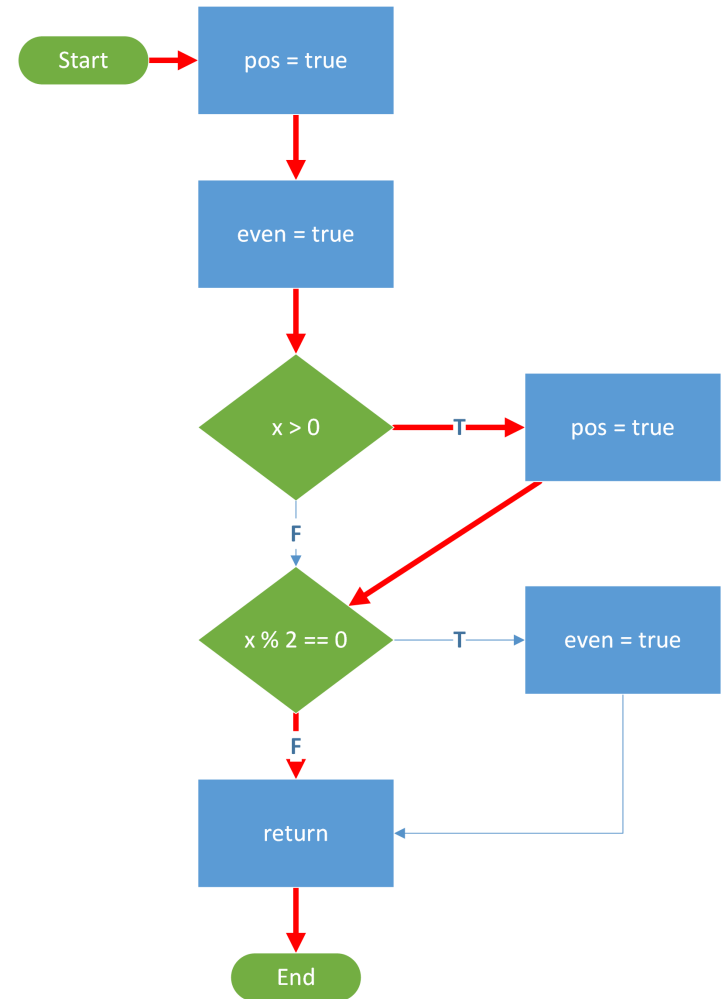 Start
pos = true
even = true
x > 0
T
pos = true
F
x % 2 == 0
T
even = true
F
return
End